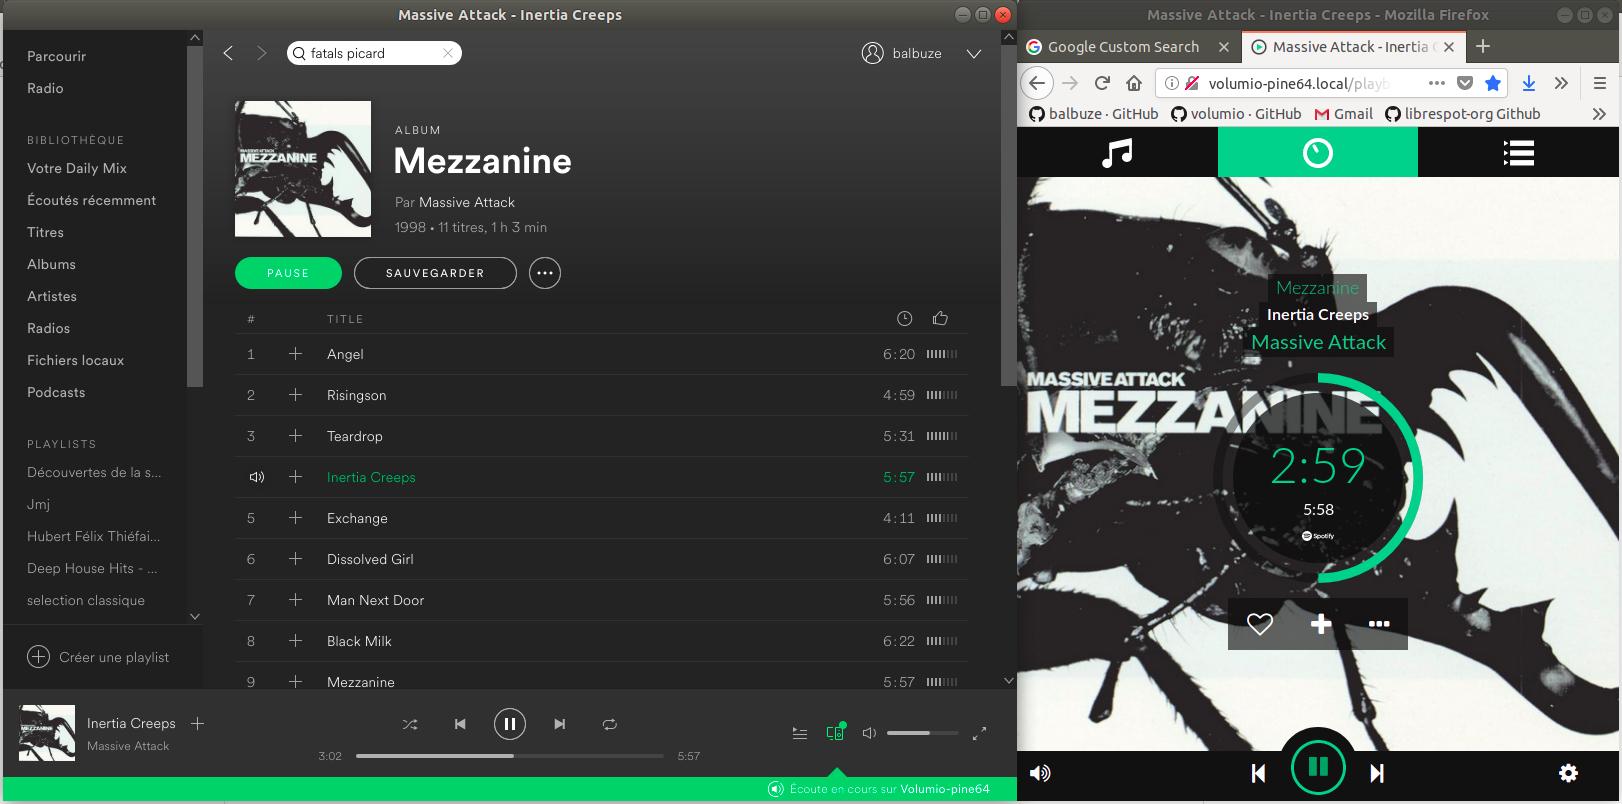 Massive Attack - Inertia Creeps
Parcourir
Radio
BIBLIOTHÈQUE
Votre Daily Mix
Écoutés récemment
Titres
Albums
Artistes
Radios
Fichiers locaux
Podcasts
PLAYLISTS
Découvertes de la s...
Jmj
Hubert Félix Thiéfai...
Deep House Hits - ...
selection classique
Créer une playlist
fatals picard
balbuze
MASSIVE ATTACK
MEZZANINE
ALBUM
Mezzanine
Par Massive Attack
1998 • 11 titres, 1 h 3 min
PAUSE
SAUVEGARDER
# TITLE
1 Angel 6:20
2 Risingson 4:59
3 Teardrop 5:31
Inertia Creeps 5:57
5 Exchange 4:11
6 Dissolved Girl 6:07
7 Man Next Door 5:56
8 Black Milk 6:22
9 Mezzanine 5:57
Inertia Creeps
Massive Attack
3:02 5:57
Écoute en cours sur Volumio-pine64
Massive Attack - Inertia Creeps - Mozilla Firefox
Google Custom Search
Massive Attack - Inertia C
volumio-pine64.local/playb
balbuze · GitHub volumio · GitHub Gmail librespot-org Github
Mezzanine
Inertia Creeps
Massive Attack
MASSIVE ATTACK
MEZZANINE
2:59
5:58
Spotify